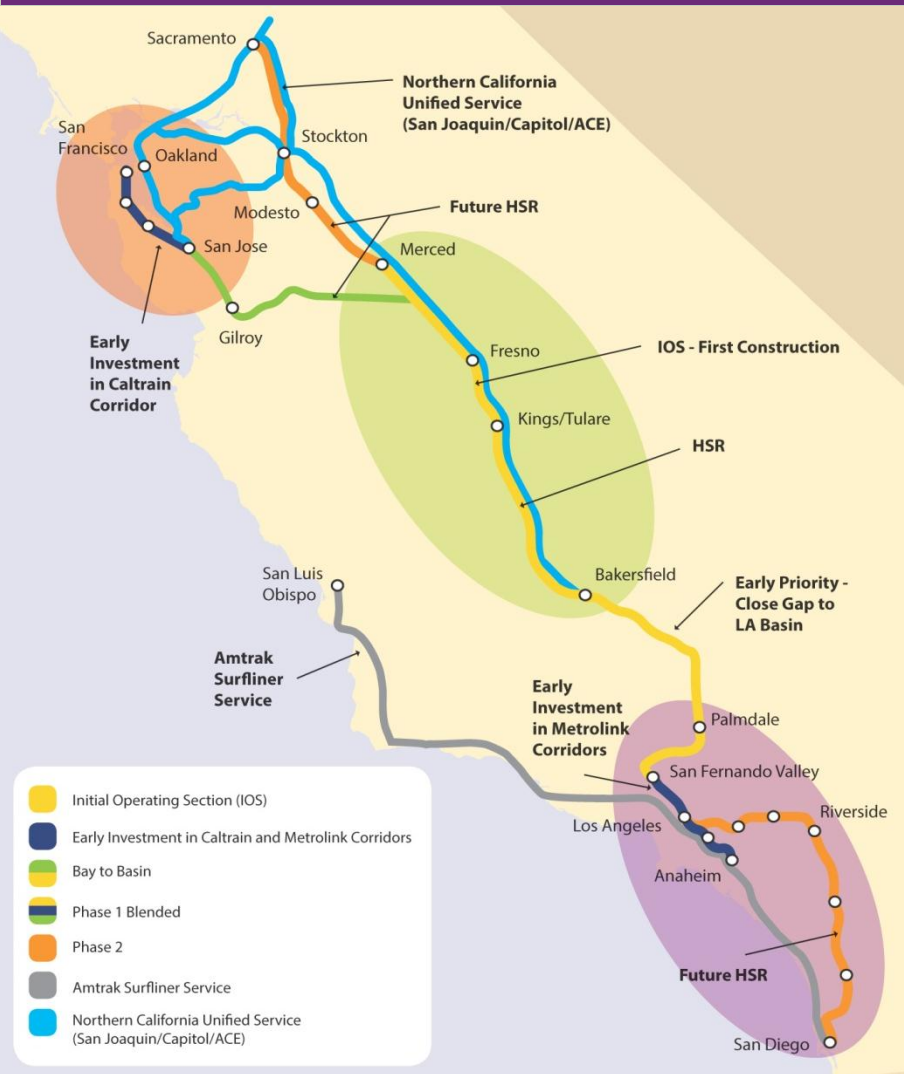 Sacramento
Northern California
Unified Service
(San Joaquin/Capitol/ACE)
San
Francisco
Oakland
Stockton
Modesto
Future HSR
San Jose
Merced
Gilroy
Early
Investment
in Caltrain
Corridor
Fresno
IOS - First Construction
Kings/Tulare
HSR
San Luis
Obispo
Bakersfield
Early Priority -
Close Gap to
LA Basin
Amtrak
Surfliner
Service
Early
Investment
in Metrolink
Corridors
Palmdale
San Fernando Valley
Los Angeles
Riverside
Anaheim
Future HSR
San Diego
Initial Operating Section (IOS)
Early Investment in Caltrain and Metrolink Corridors
Bay to Basin
Phase 1 Blended
Phase 2
Amtrak Surfliner Service
Northern California Unified Service
(San Joaquin/Capitol/ACE)